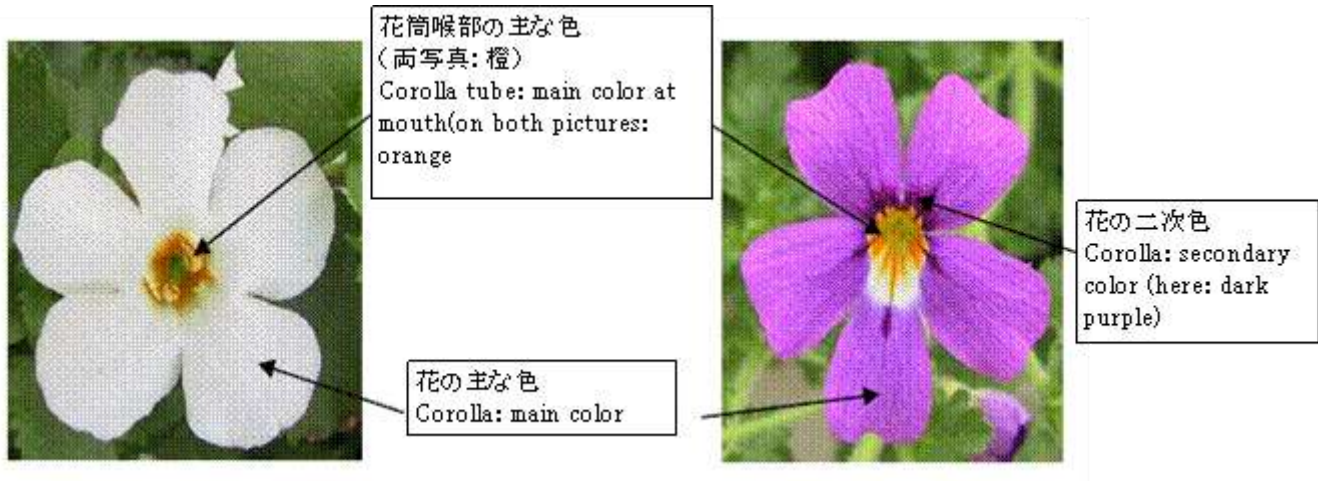 花筒喉部の主な色
(両写真: 橙)
Corolla tube: main color at
mouth(on both pictures:
orange
花の二次色
Corolla: secondary
color (here: dark
purple)
花の主な色
Corolla: main color